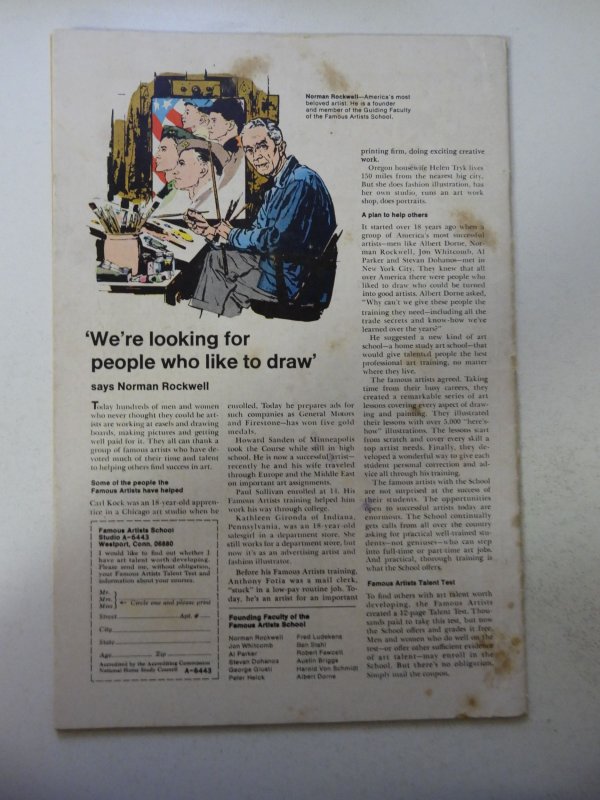 Norman Rockwell—America's most
beloved artist. He is a founder
and member of the Guiding Faculty
of the Famous Artists School.
'We're looking for
people who like to draw'
says Norman Rockwell
Today hundreds of men and women
who never thought they could be art-
ists are working at easels and drawing
boards, making pictures and getting
well paid for it. They all can thank a
group of famous artists who have de-
voted much of their time and talent
to helping others find success in art.
Some of the people the
Famous Artists have helped
Carl Kock was an 18-year-old appren-
tice in a Chicago art studio when he
Famous Artists School
Studio A-6443
Westport, Conn. 06880
I would like to find out whether I
have art talent worth developing.
Please send me, without obligation,
your Famous Artists Talent Test and
information about your courses.
Mr.
Mrs.
Miss
Circle one and please print
Street Apt. #
City
State
Age Zip
Accredited by the Accrediting Commission
National Home Study Council A-6443
enrolled. Today he prepares ads for
such companies as General Motors
and Firestone—has won five gold
medals.
Howard Sanden of Minneapolis
took the Course while still in high
school. He is now a successful artist—
recently he and his wife traveled
through Europe and the Middle East
on important art assignments.
Paul Sullivan enrolled at 14. His
Famous Artists training helped him
work his way through college.
Kathleen Gironda of Indiana,
Pennsylvania, was an 18-year-old
salesgirl in a department store. She
still works for a department store, but
now it's as an advertising artist and
fashion illustrator.
Before his Famous Artists training,
Anthony Fotia was a mail clerk,
"stuck" in a low-pay routine job. To-
day, he's an artist for an important
Founding Faculty of the
Famous Artists School
Norman Rockwell
Jon Whitcomb
Al Parker
Stevan Dohanos
George Giusti
Peter Helck
Fred Ludekens
Ben Stahl
Robert Fawcett
Austin Briggs
Harold Von Schmidt
Albert Dorne
printing firm, doing exciting creative
work.
Oregon housewife Helen Tryk lives
150 miles from the nearest big city.
But she does fashion illustration, has
her own studio, runs an art work
shop, does portraits.
A plan to help others
It started over 18 years ago when a
group of America's most successful
artists—men like Albert Dorne, Nor-
man Rockwell, Jon Whitcomb, Al
Parker and Stevan Dohanos—met in
New York City. They knew that all
over America there were people who
liked to draw who could be turned
into good artists. Albert Dorne asked,
"Why can't we give these people the
training they need—including all the
trade secrets and know-how we've
learned over the years?"
He suggested a new kind of art
school—a home study art school—that
would give talented people the best
professional art training, no matter
where they live.
The famous artists agreed. Taking
time from their busy careers, they
created a remarkable series of art
lessons covering every aspect of draw-
ing and painting. They illustrated
their lessons with over 5,000 "here's-
how" illustrations. The lessons start
from scratch and cover every skill a
top artist needs. Finally, they de-
veloped a wonderful way to give each
student personal correction and ad-
vice all through his training.
The famous artists with the School
are not surprised at the success of
their students. The opportunities
open to successful artists today are
enormous. The School continually
gets calls from all over the country
asking for practical well-trained stu-
dents—not geniuses—who can step
into full-time or part-time art jobs.
And practical, thorough training is
what the School offers.
Famous Artists Talent Test
To find others with art talent worth
developing, the Famous Artists
created a 12-page Talent Test. Thou-
sands paid to take this test, but now
the School offers and grades it free.
Men and women who do well on the
test—or offer other sufficient evidence
of art talent—may enroll in the
School. But there's no obligation.
Simply mail the coupon.